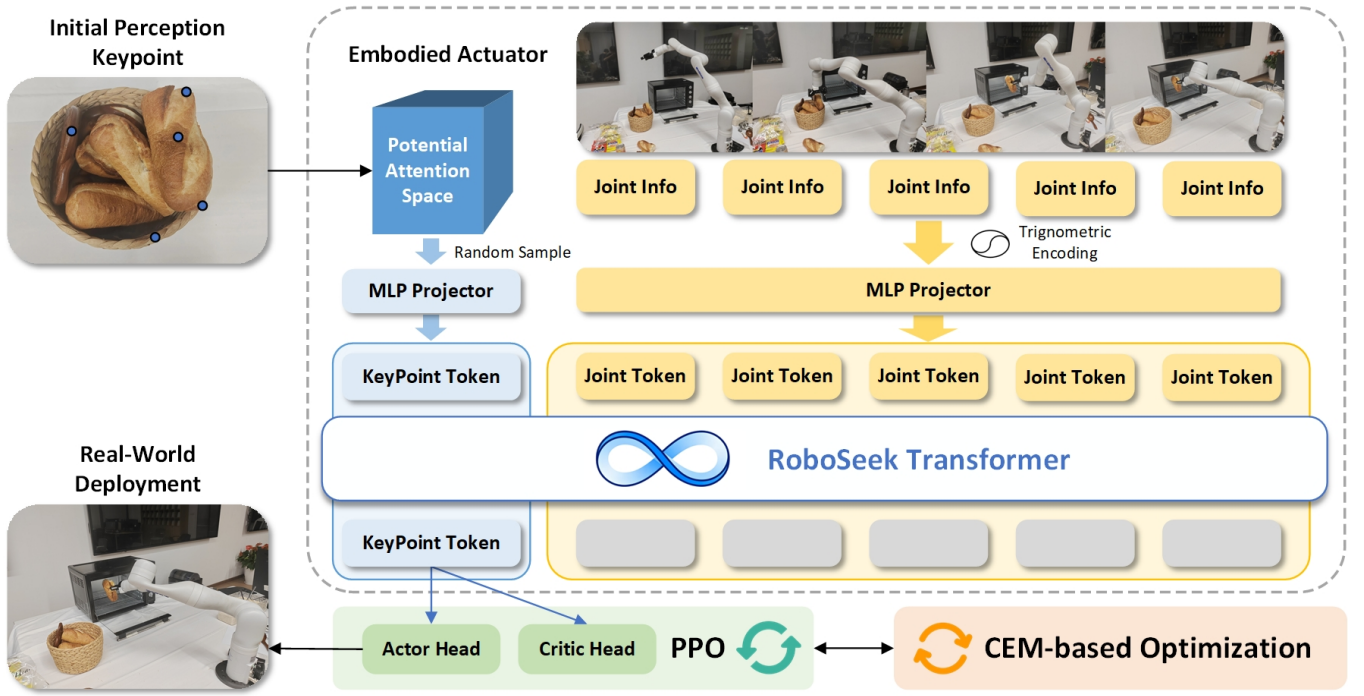 Initial Perception
Keypoint
Embodied Actuator
Potential
Attention
Space
Joint Info
Joint Info
Joint Info
Joint Info
Joint Info
Random Sample
Trignometric
Encoding
MLP Projector
MLP Projector
KeyPoint Token
Joint Token
Joint Token
Joint Token
Joint Token
Joint Token
RoboSeek Transformer
Real-World
Deployment
KeyPoint Token
Actor Head
Critic Head
PPO
CEM-based Optimization